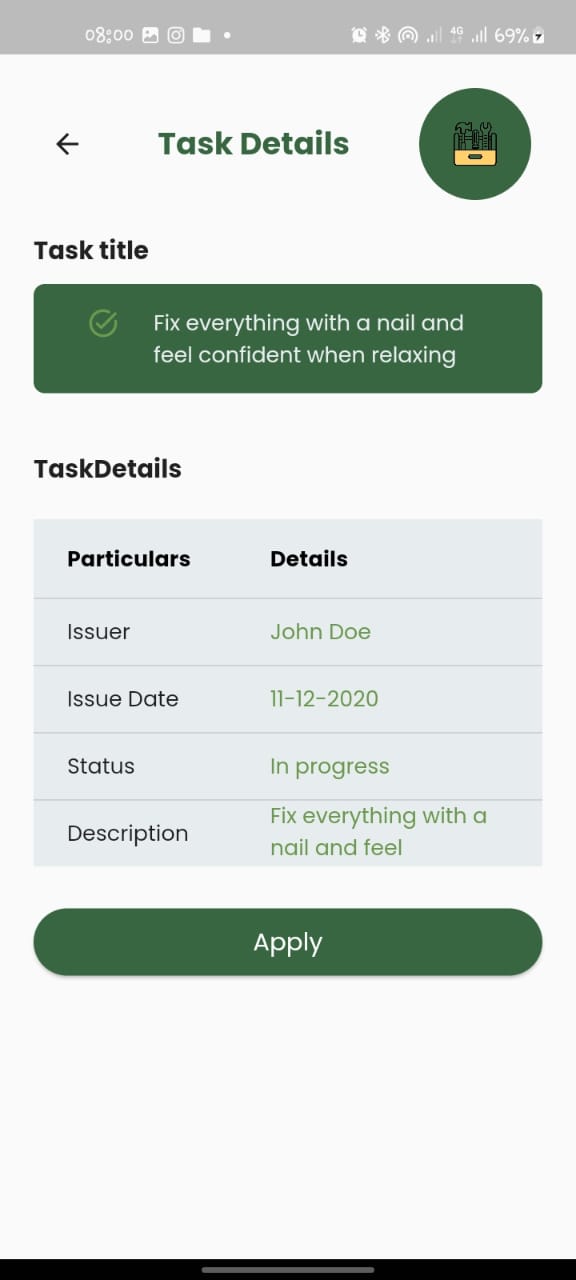 08:00 4G 69%
Task Details
Task title
Fix everything with a nail and
feel confident when relaxing
TaskDetails
Particulars Details
Issuer John Doe
Issue Date 11-12-2020
Status In progress
Description Fix everything with a
nail and feel
Apply